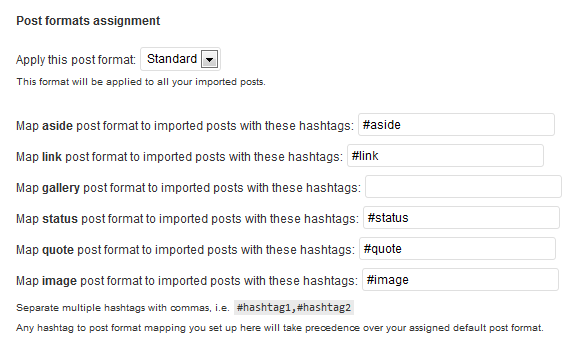 Post formats assignment
Apply this post format: Standard
This format will be applied to all your imported posts.
Map aside post format to imported posts with these hashtags: #aside
Map link post format to imported posts with these hashtags: #link
Map gallery post format to imported posts with these hashtags:
Map status post format to imported posts with these hashtags: #status
Map quote post format to imported posts with these hashtags: #quote
Map image post format to imported posts with these hashtags: #image
Separate multiple hashtags with commas, i.e. #hashtag1,#hashtag2
Any hashtag to post format mapping you set up here will take precedence over your assigned default post format.